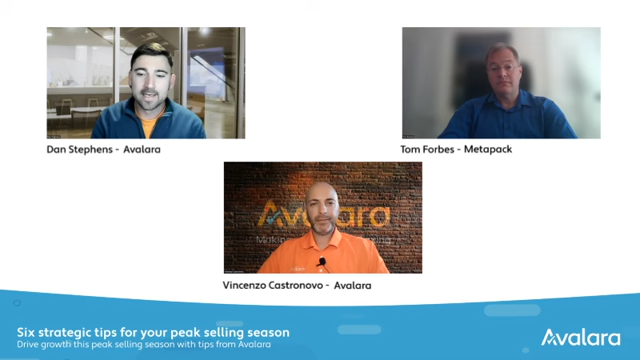 Dan Stephens - Avalara
Tom Forbes - Metapack
Avalara
Vincenzo Castronovo - Avalara
Six strategic tips for your peak selling season
Drive growth this peak selling season with tips from Avalara
Avalara